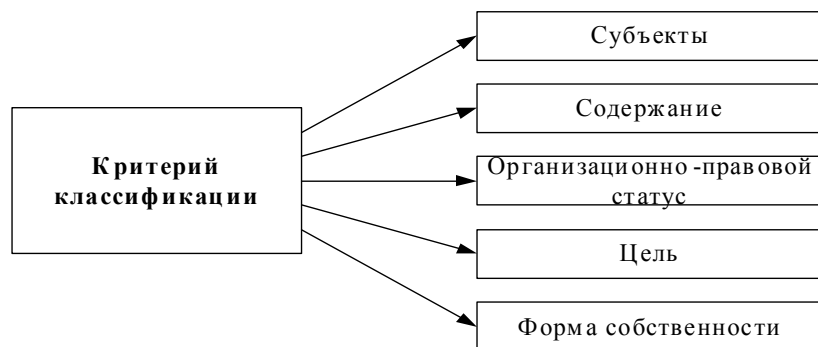 Критерий
классификации
Субъекты
Содержание
Организационно-правовой
статус
Цель
Форма собственности